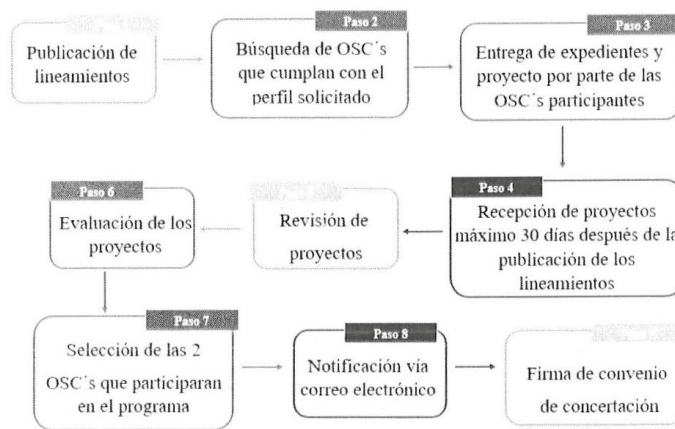 Publicación de
lineamientos
Paso 2
Búsqueda de OSC´s
que cumplan con el
perfil solicitado
Paso 3
Entrega de expedientes y
proyecto por parte de las
OSC´s participantes
Paso 4
Recepción de proyectos
máximo 30 días después de la
publicación de los
lineamientos
Revisión de
proyectos
Paso 6
Evaluación de los
proyectos
Paso 7
Selección de las 2
OSC´s que participaran
en el programa
Paso 8
Notificación vía
correo electrónico
Firma de convenio
de concertación